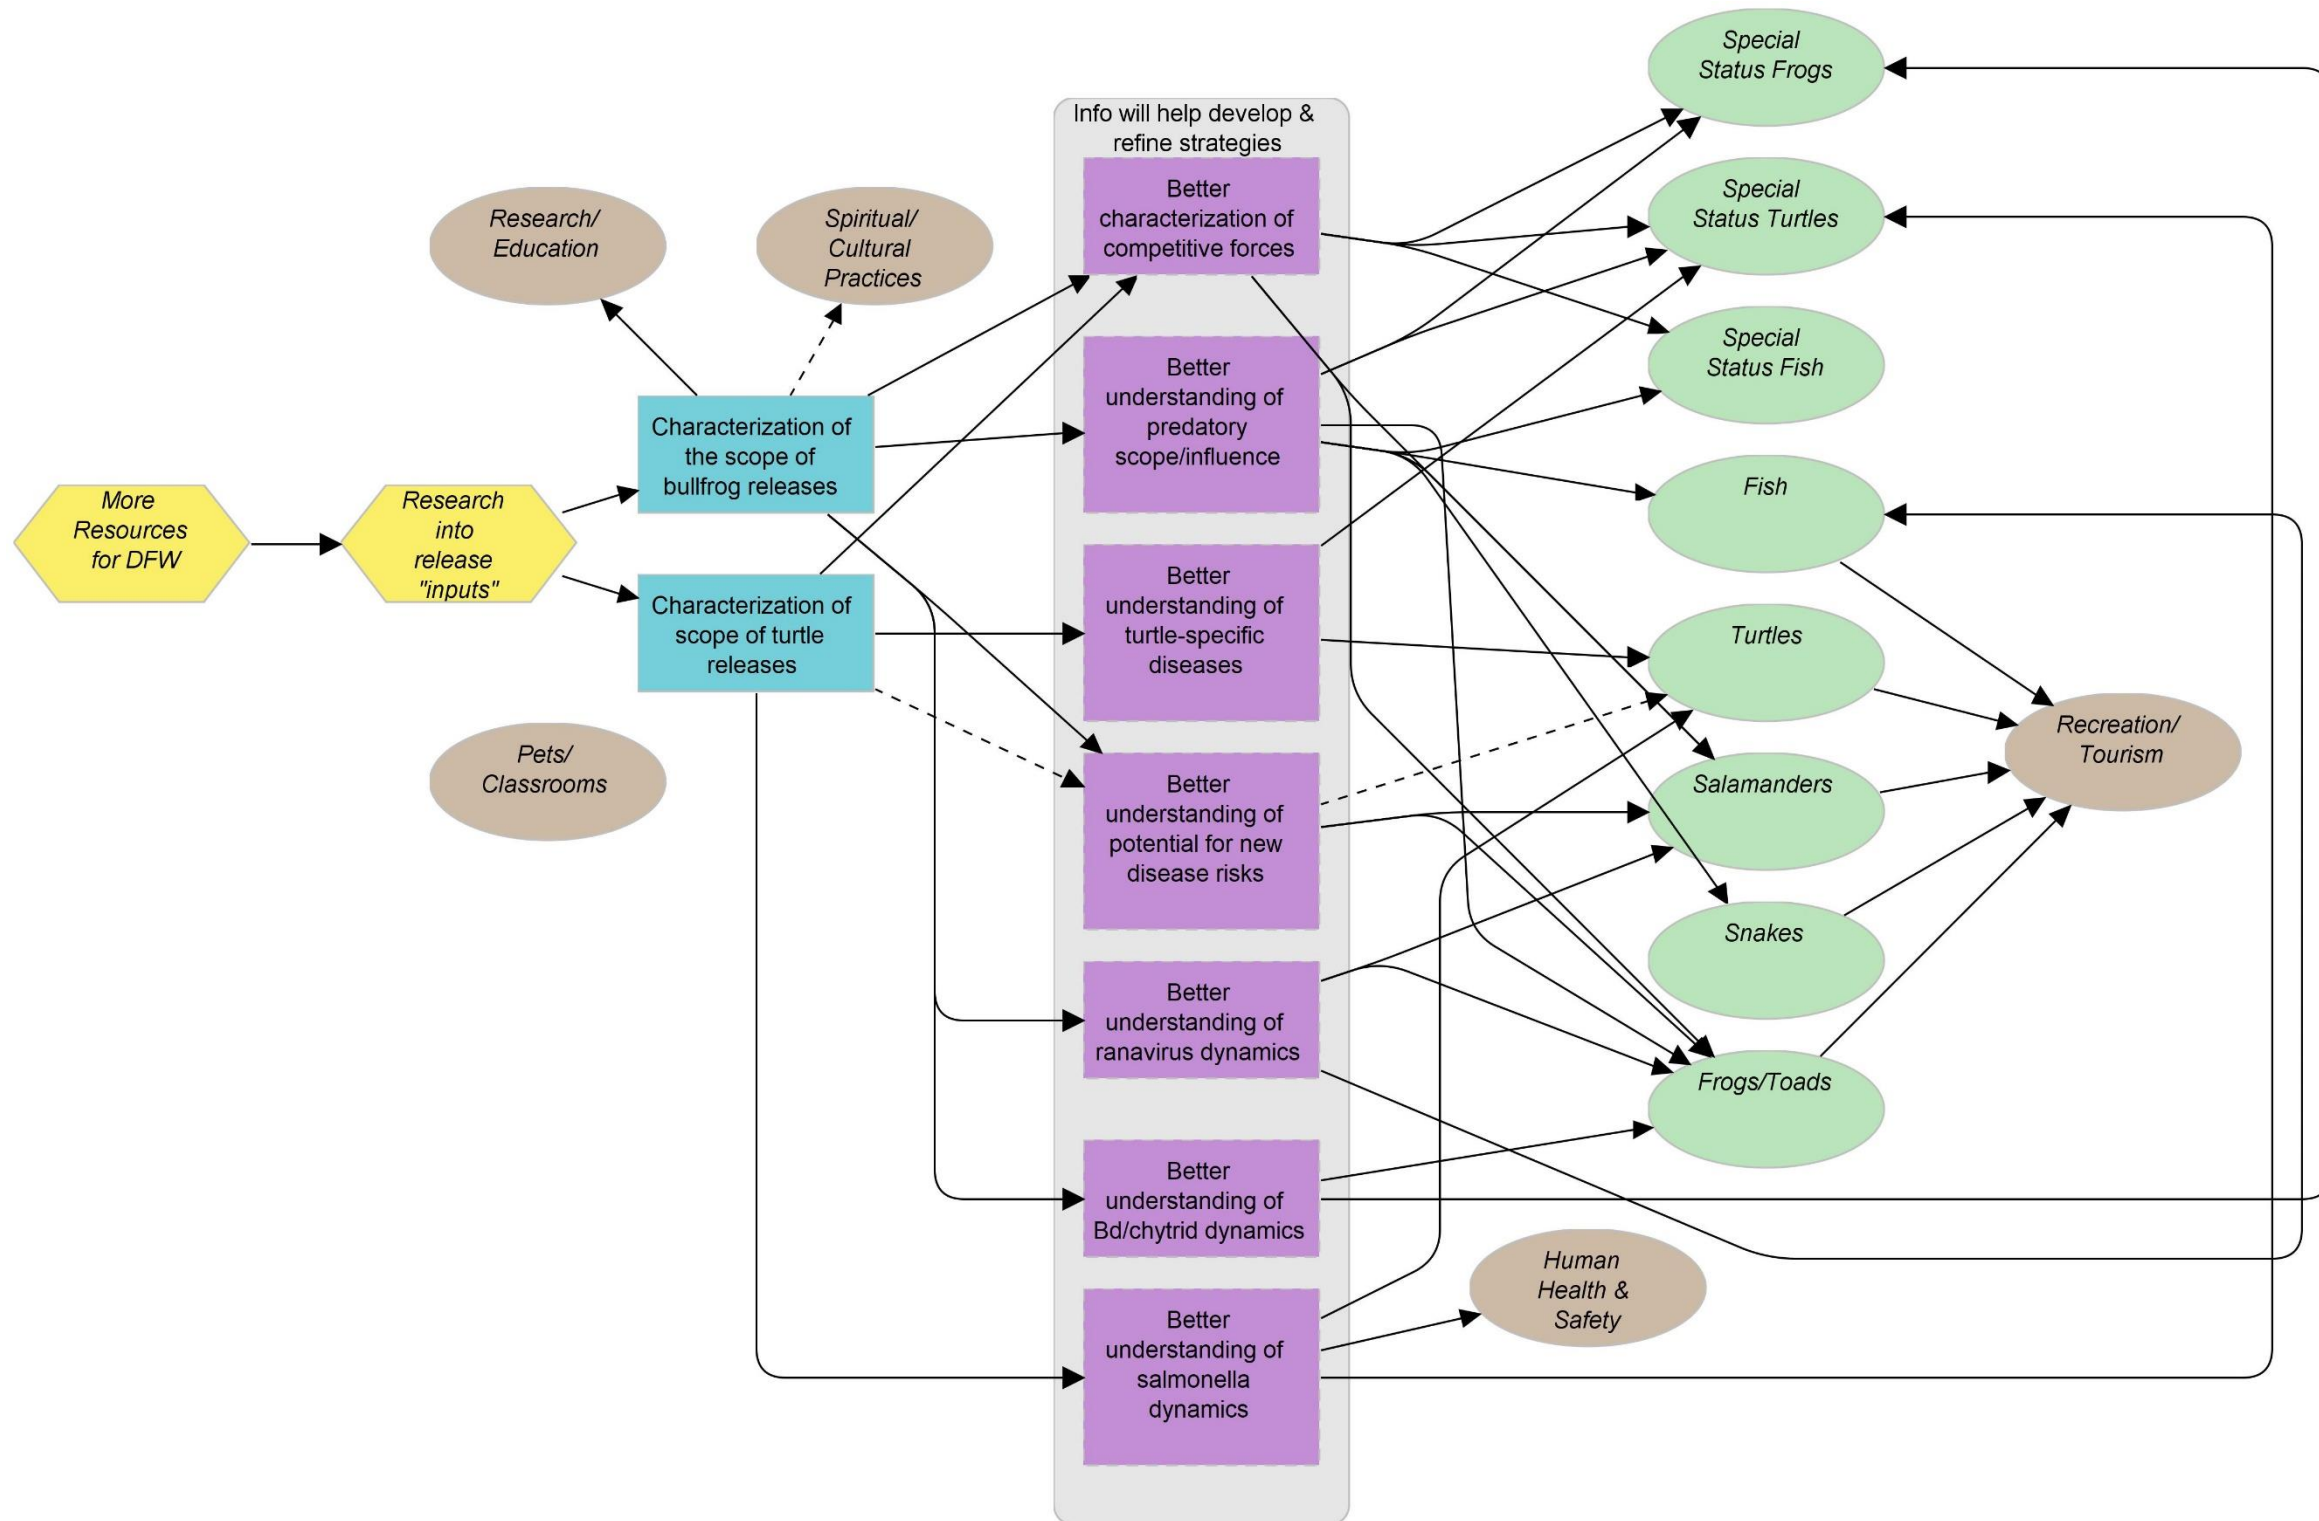 More
Resources
for DFW
Research
into
release
"inputs"
Research/
Education
Spiritual/
Cultural
Practices
Characterization of
the scope of
bullfrog releases
Characterization of
scope of turtle
releases
Pets/
Classrooms
Info will help develop &
refine strategies
Better
characterization of
competitive forces
Better
understanding of
predatory
scope/influence
Better
understanding of
turtle-specific
diseases
Better
understanding of
potential for new
disease risks
Better
understanding of
ranavirus dynamics
Better
understanding of
Bd/chytrid dynamics
Better
understanding of
salmonella
dynamics
Special
Status Frogs
Special
Status Turtles
Special
Status Fish
Fish
Turtles
Salamanders
Snakes
Frogs/Toads
Human
Health &
Safety
Recreation/
Tourism